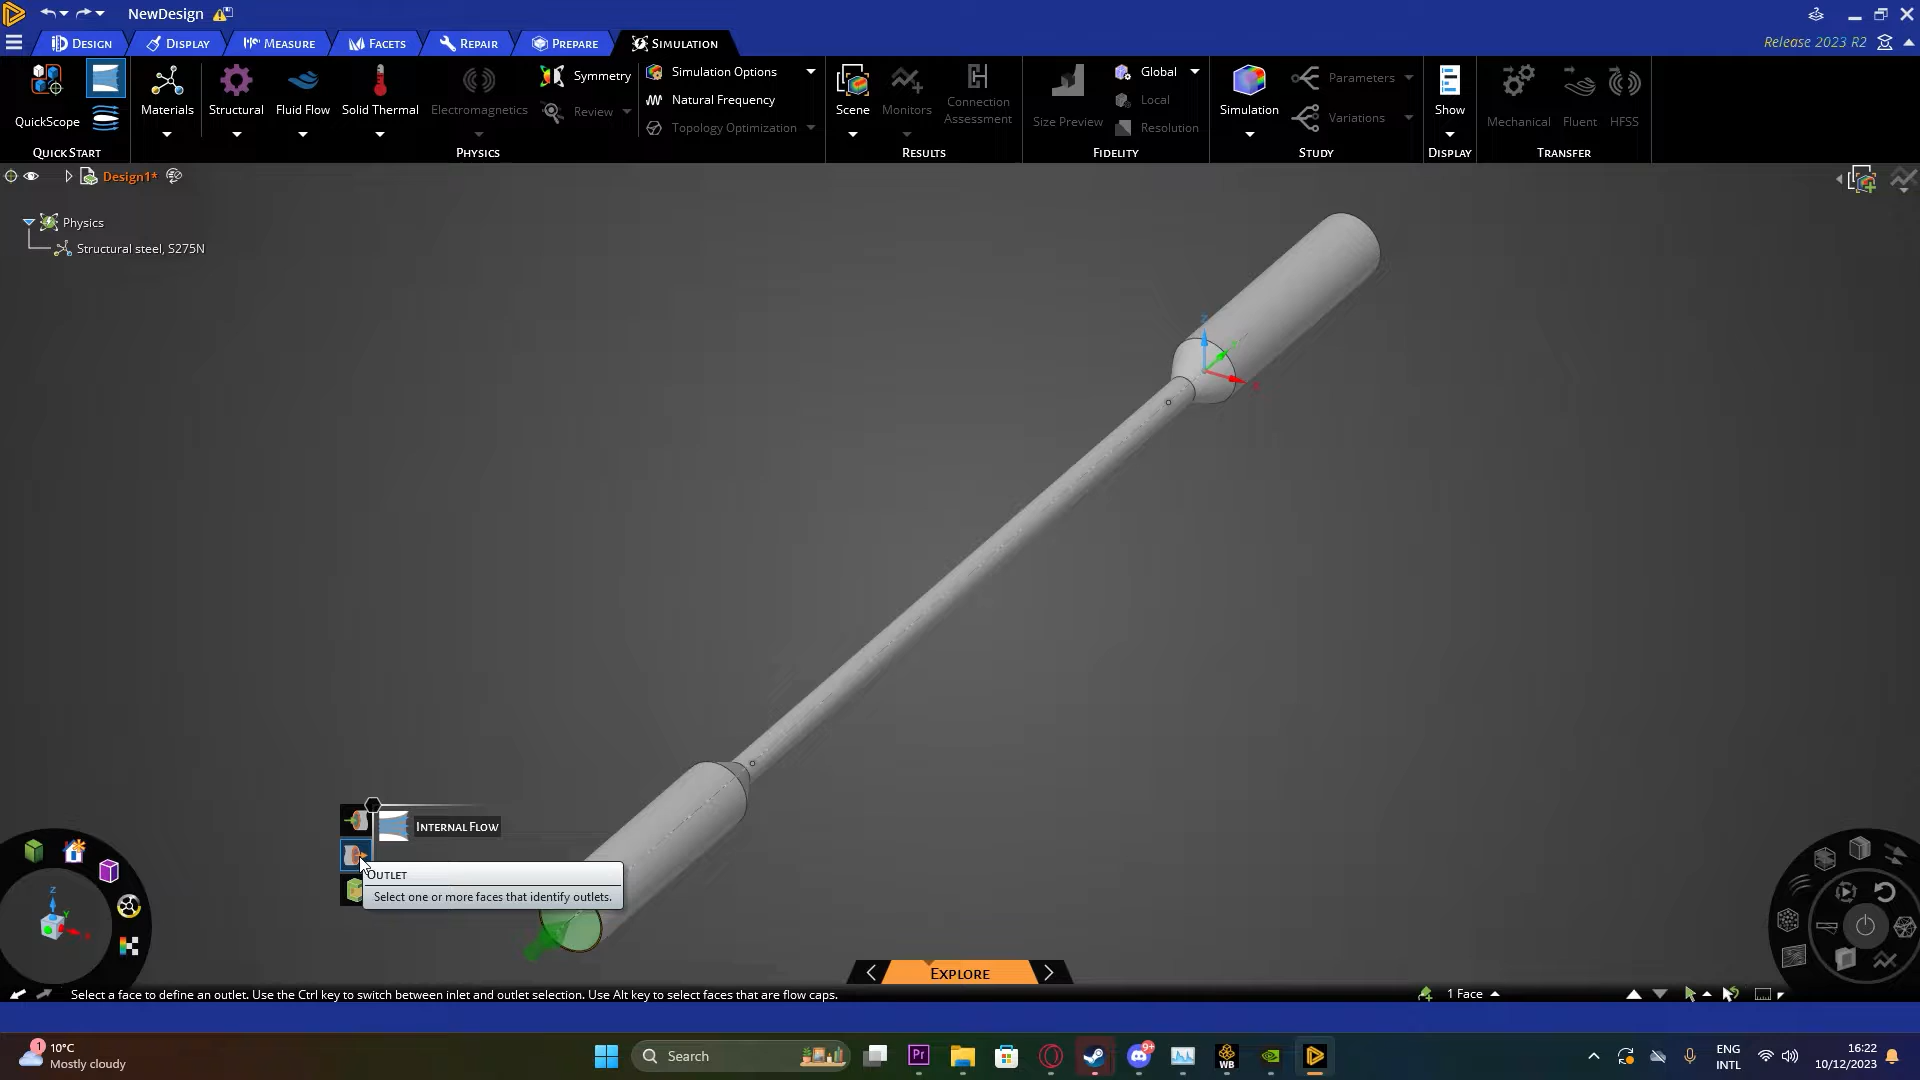 NewDesign
Design
Display
Measure
Facets
Repair
Prepare
Simulation
Release 2023 R2
QuickScope
Materials
Structural
Fluid Flow
Solid Thermal
Electromagnetics
Symmetry
Review
Simulation Options
Natural Frequency
Topology Optimization
Scene
Monitors
Connection
Assessment
Size Preview
Global
Local
Resolution
Simulation
Parameters
Variations
Show
Mechanical
Fluent
HFSS
Quick Start
Physics
Results
Fidelity
Study
Display
Transfer
Design1*
Physics
Structural steel, S275N
Z
Internal Flow
Outlet
Select one or more faces that identify outlets.
Z
Y
X
Explore
Select a face to define an outlet. Use the Ctrl key to switch between inlet and outlet selection. Use Alt key to select faces that are flow caps.
1 Face
1
10°C
Mostly cloudy
Search
Pr
9+
WB
ENG
INTL
16:22
10/12/2023